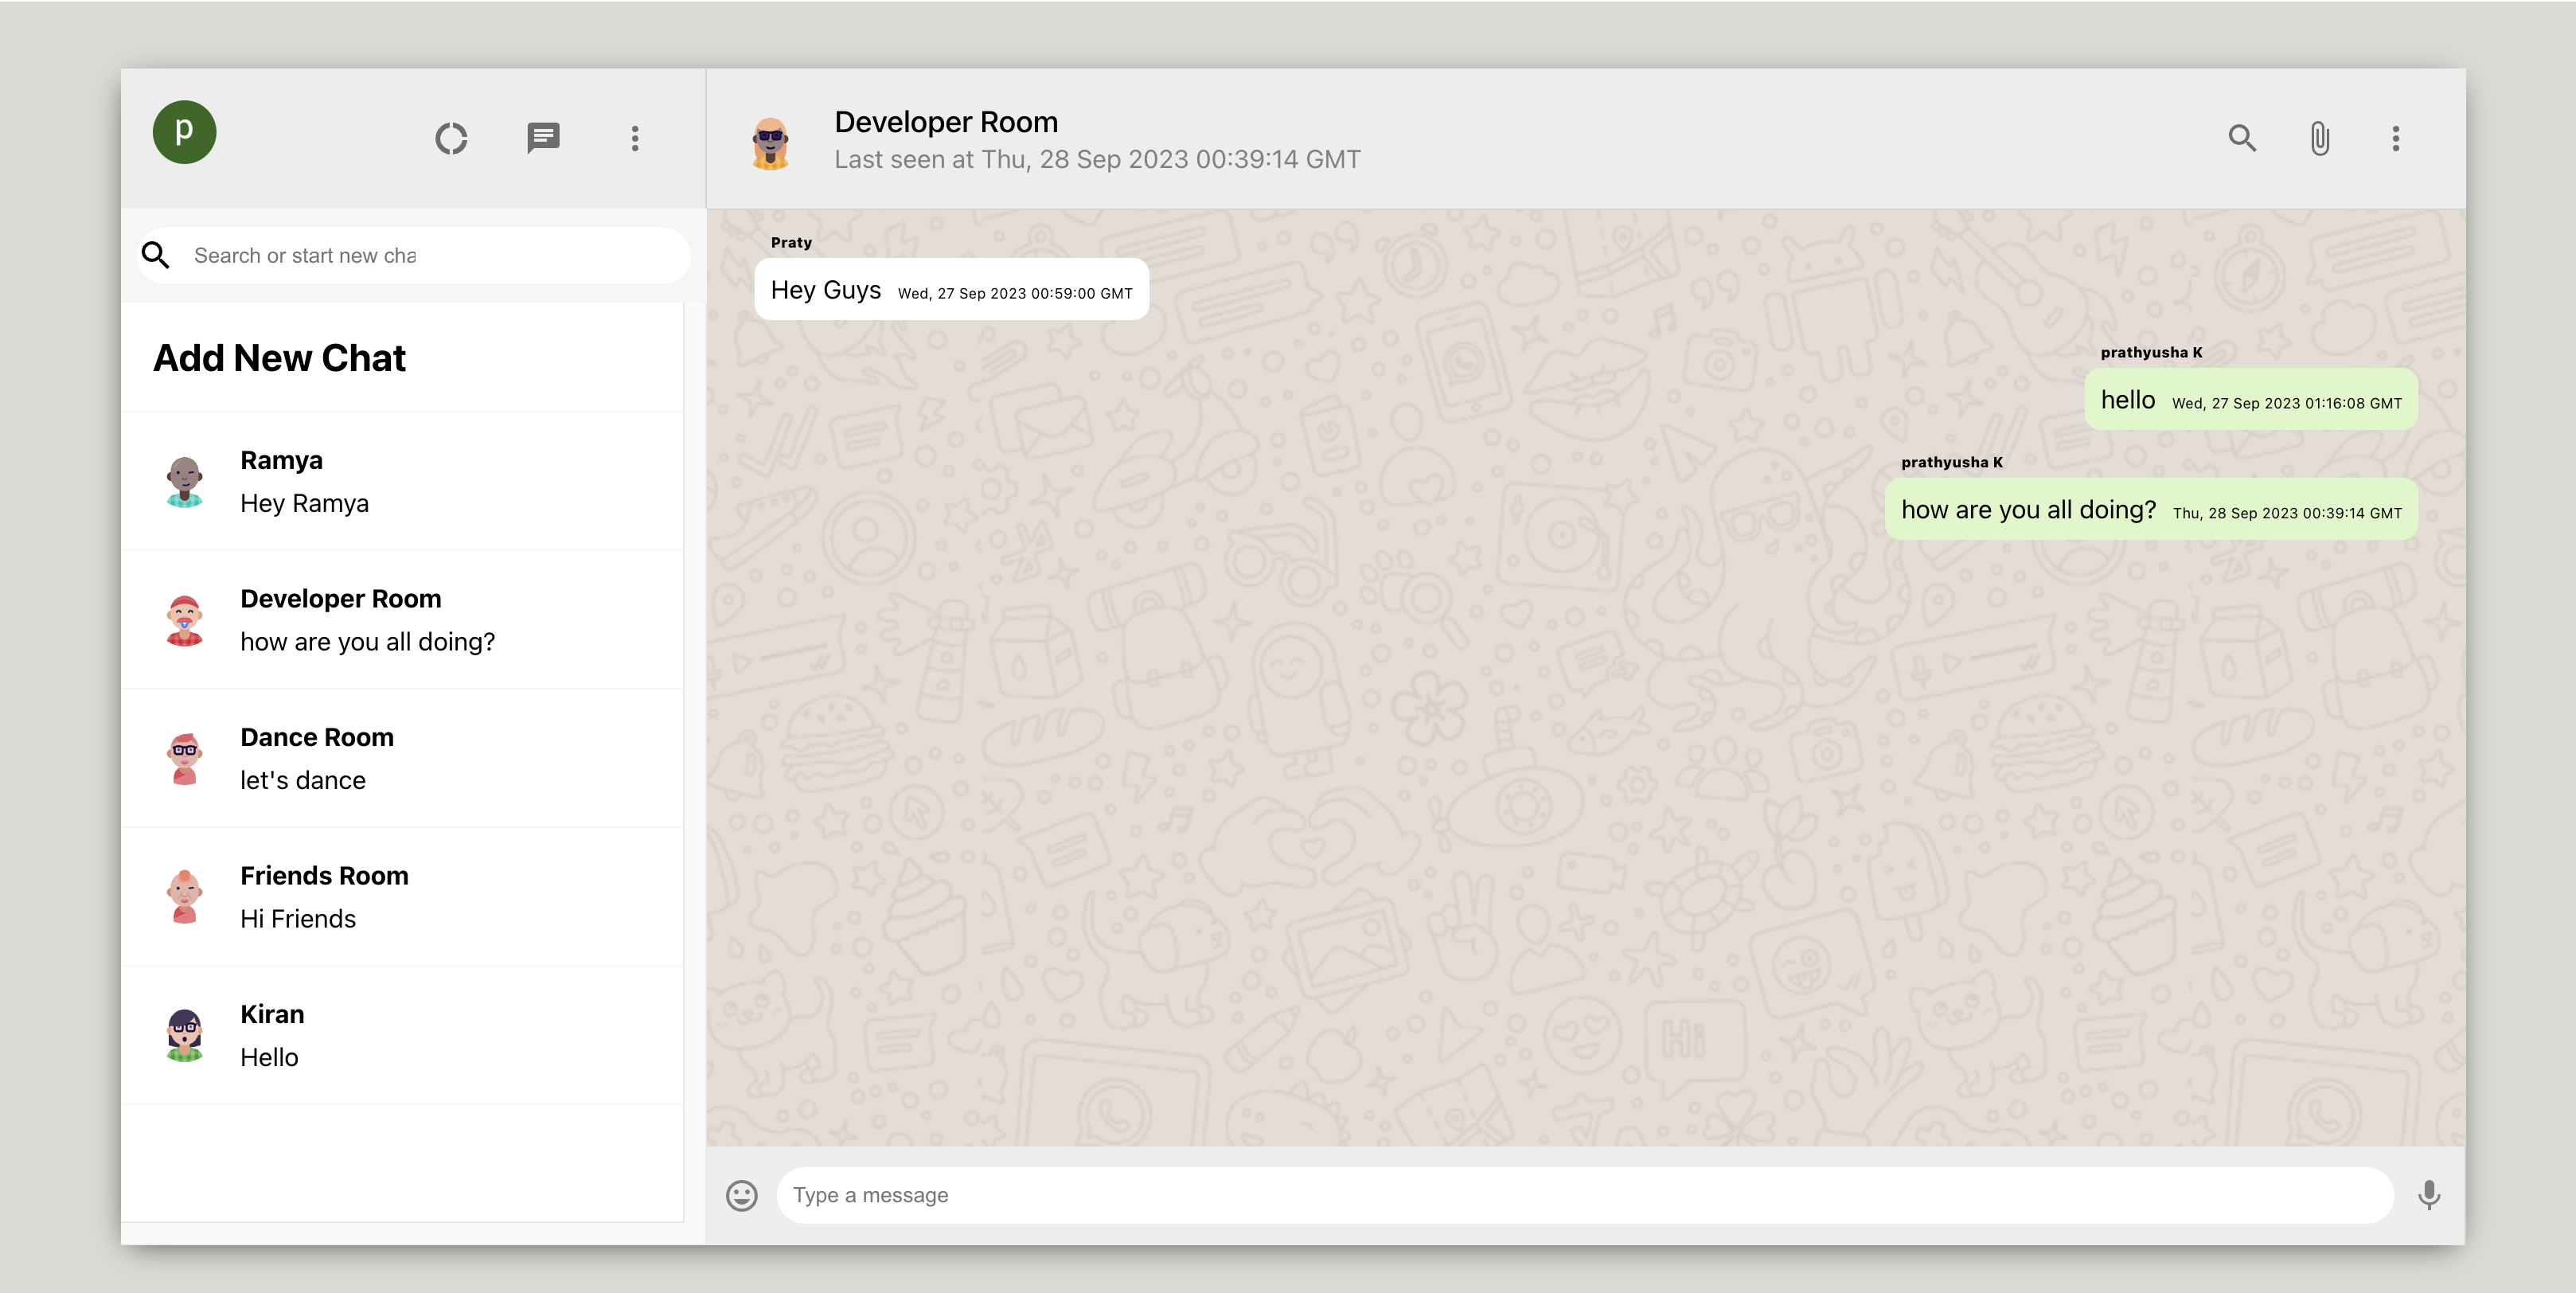 p
Search or start new cha
Add New Chat
Ramya
Hey Ramya
Developer Room
how are you all doing?
Dance Room
let's dance
Friends Room
Hi Friends
Kiran
Hello
Developer Room
Last seen at Thu, 28 Sep 2023 00:39:14 GMT
Praty
Hey Guys Wed, 27 Sep 2023 00:59:00 GMT
prathyusha K
hello Wed, 27 Sep 2023 01:16:08 GMT
prathyusha K
how are you all doing? Thu, 28 Sep 2023 00:39:14 GMT
Hi
Type a message